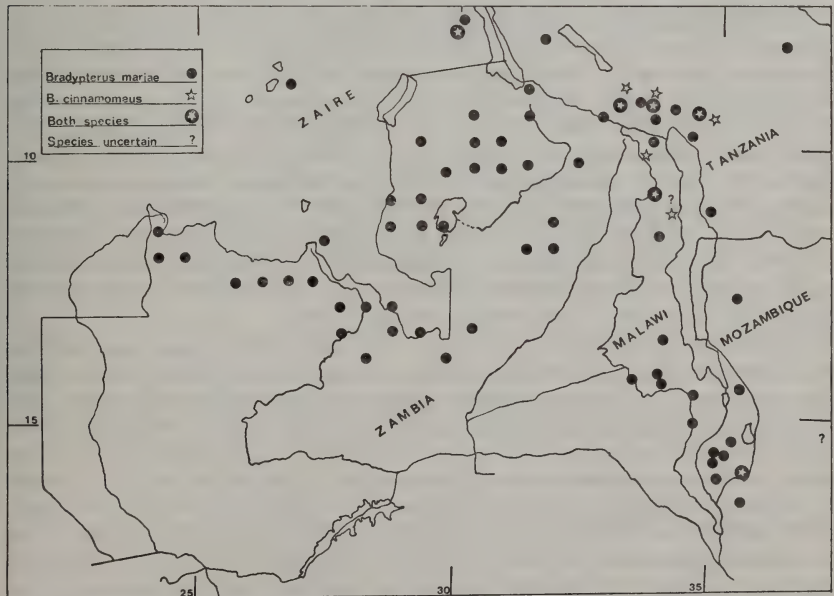 Bradypterus mariae
B. cinnamomeus
Both species
Species uncertain ?
ZAIRE
10
TANZANIA
?
MALAWI
MOZAMBIQUE
ZAMBIA
15
?
25
30
35